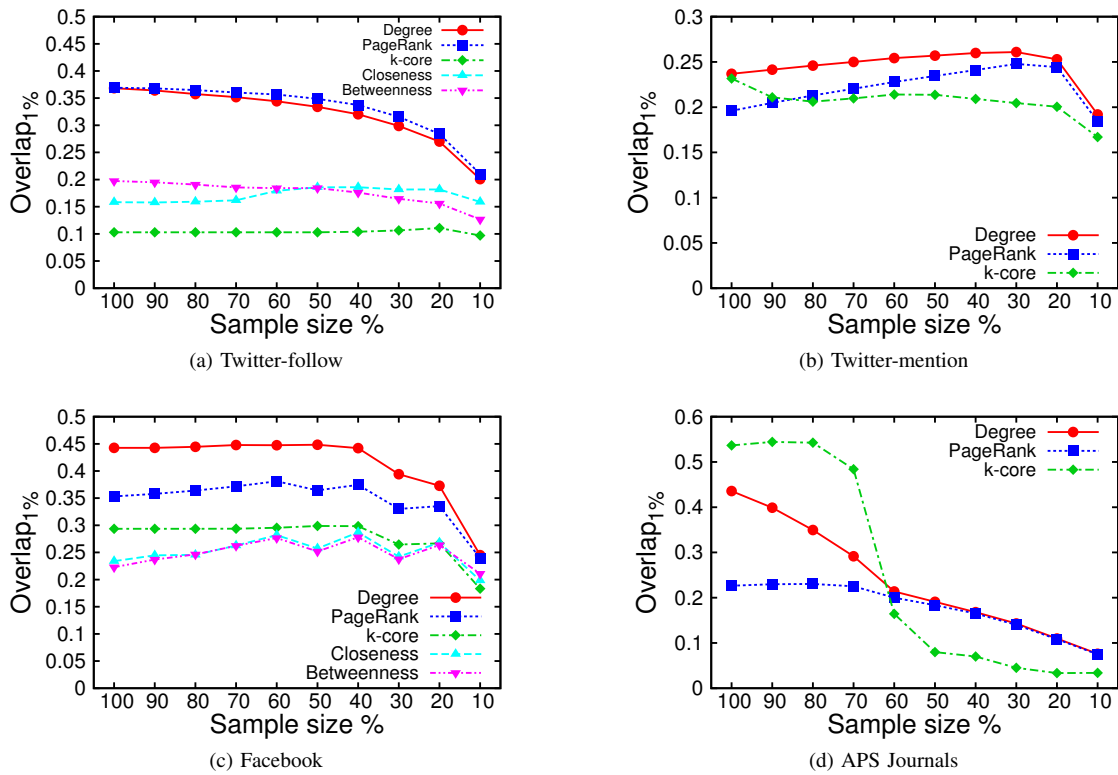 0.5
0.45
0.4
0.35
0.3
0.25
0.2
0.15
0.1
0.05
0
Overlap1%
Degree
PageRank
k-core
Closeness
Betweenness
100 90 80 70 60 50 40 30 20 10
Sample size %
(a) Twitter-follow
0.3
0.25
0.2
0.15
0.1
0.05
0
Overlap1%
Degree
PageRank
k-core
100 90 80 70 60 50 40 30 20 10
Sample size %
(b) Twitter-mention
0.5
0.45
0.4
0.35
0.3
0.25
0.2
0.15
0.1
0.05
0
Overlap1%
Degree
PageRank
k-core
Closeness
Betweenness
100 90 80 70 60 50 40 30 20 10
Sample size %
(c) Facebook
0.6
0.5
0.4
0.3
0.2
0.1
0
Overlap1%
Degree
PageRank
k-core
100 90 80 70 60 50 40 30 20 10
Sample size %
(d) APS Journals